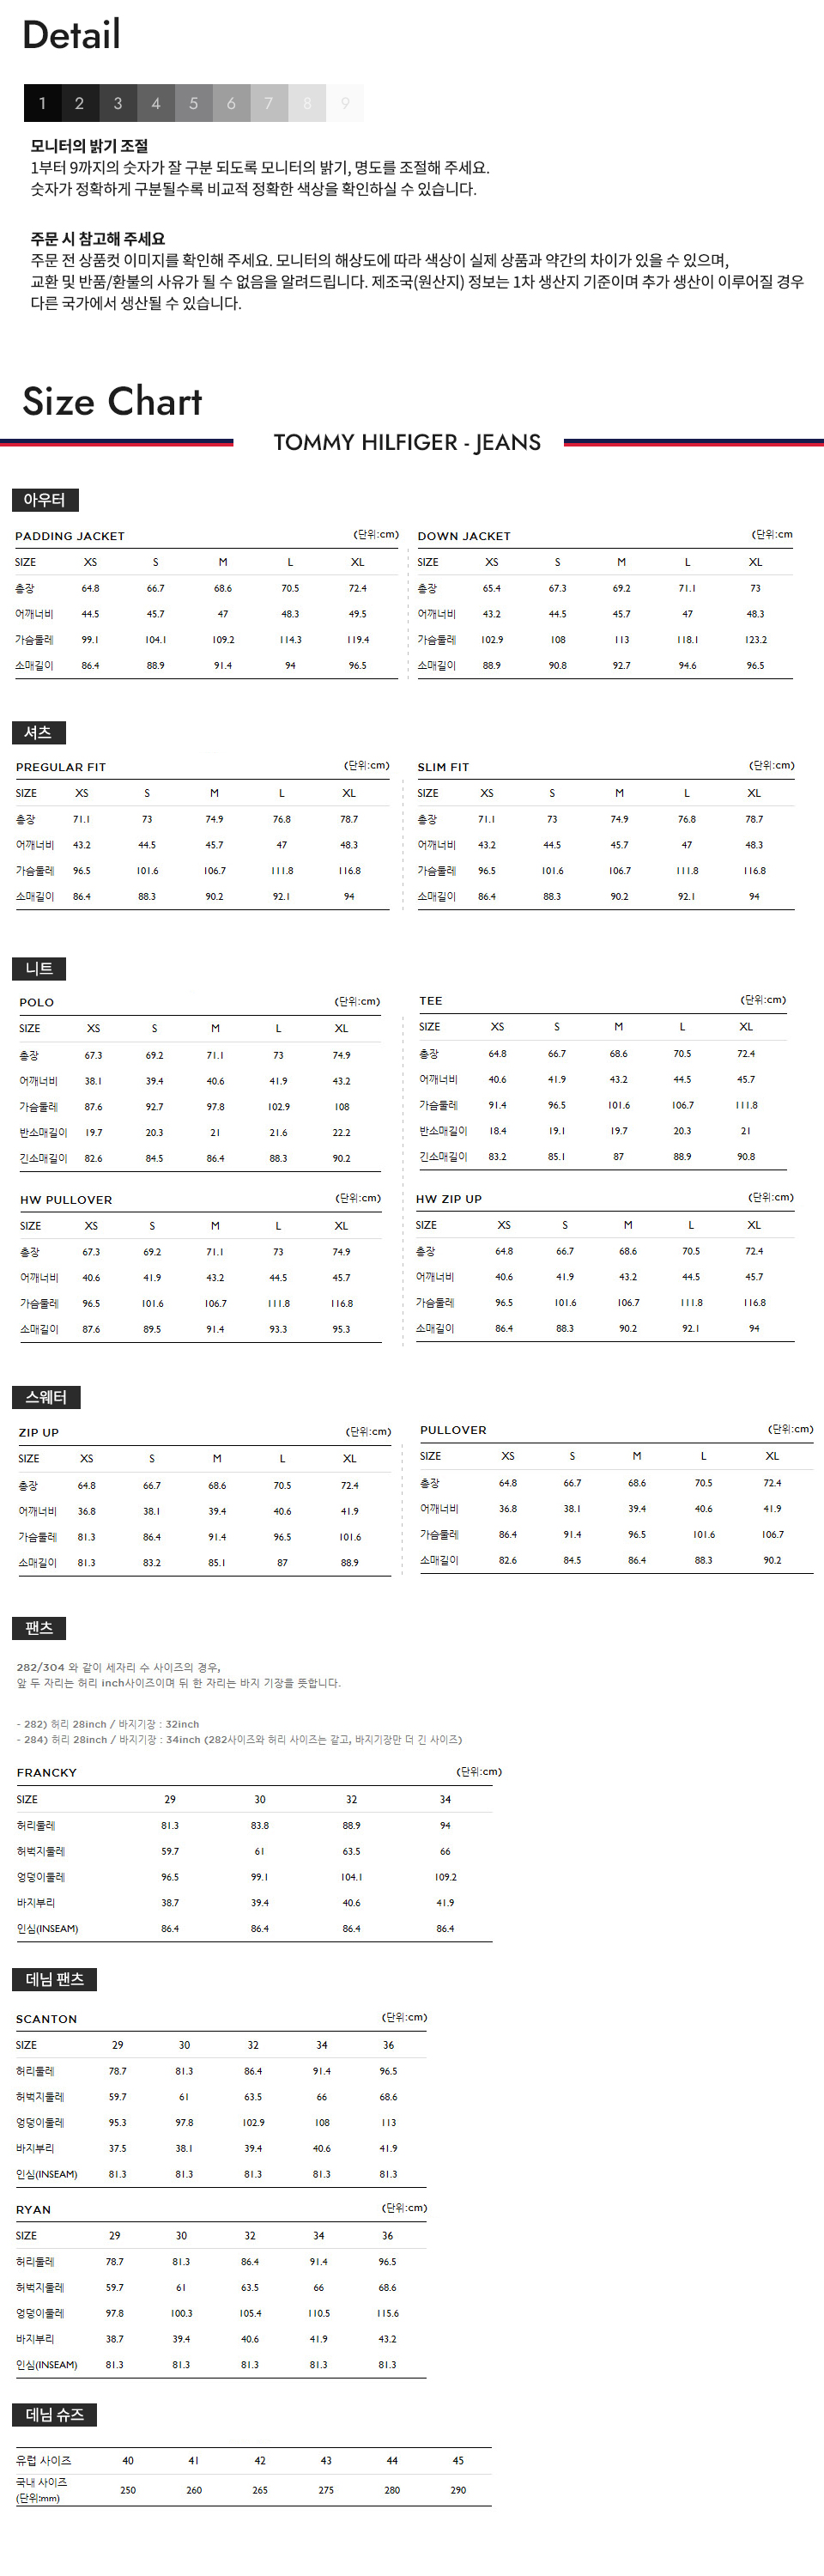 Detail
1 2 3 4 5 6 7 8 9
모니터의 밝기 조절
1부터 9까지의 숫자가 잘 구분 되도록 모니터의 밝기, 명도를 조절해 주세요.
숫자가 정확하게 구분될수록 비교적 정확한 색상을 확인하실 수 있습니다.
주문 시 참고해 주세요
주문 전 상품컷 이미지를 확인해 주세요. 모니터의 해상도에 따라 색상이 실제 상품과 약간의 차이가 있을 수 있으며,
교환 및 반품/환불의 사유가 될 수 없음을 알려드립니다. 제조국(원산지) 정보는 1차 생산지 기준이며 추가 생산이 이루어질 경우
다른 국가에서 생산될 수 있습니다.
Size Chart
TOMMY HILFIGER - JEANS
아우터
PADDING JACKET (단위:cm)
SIZE XS S M L XL
총장 64.8 66.7 68.6 70.5 72.4
어깨너비 44.5 45.7 47 48.3 49.5
가슴둘레 99.1 104.1 109.2 114.3 119.4
소매길이 86.4 88.9 91.4 94 96.5
DOWN JACKET (단위:cm
SIZE XS S M L XL
총장 65.4 67.3 69.2 71.1 73
어깨너비 43.2 44.5 45.7 47 48.3
가슴둘레 102.9 108 113 118.1 123.2
소매길이 88.9 90.8 92.7 94.6 96.5
셔츠
PREGULAR FIT (단위:cm)
SIZE XS S M L XL
총장 71.1 73 74.9 76.8 78.7
어깨너비 43.2 44.5 45.7 47 48.3
가슴둘레 96.5 101.6 106.7 111.8 116.8
소매길이 86.4 88.3 90.2 92.1 94
SLIM FIT (단위:cm)
SIZE XS S M L XL
총장 71.1 73 74.9 76.8 78.7
어깨너비 43.2 44.5 45.7 47 48.3
가슴둘레 96.5 101.6 106.7 111.8 116.8
소매길이 86.4 88.3 90.2 92.1 94
니트
POLO (단위:cm)
SIZE XS S M L XL
총장 67.3 69.2 71.1 73 74.9
어깨너비 38.1 39.4 40.6 41.9 43.2
가슴둘레 87.6 92.7 97.8 102.9 108
반소매길이 19.7 20.3 21 21.6 22.2
긴소매길이 82.6 84.5 86.4 88.3 90.2
TEE (단위:cm)
SIZE XS S M L XL
총장 64.8 66.7 68.6 70.5 72.4
어깨너비 40.6 41.9 43.2 44.5 45.7
가슴둘레 91.4 96.5 101.6 106.7 111.8
반소매길이 18.4 19.1 19.7 20.3 21
긴소매길이 83.2 85.1 87 88.9 90.8
HW PULLOVER (단위:cm)
SIZE XS S M L XL
총장 67.3 69.2 71.1 73 74.9
어깨너비 40.6 41.9 43.2 44.5 45.7
가슴둘레 96.5 101.6 106.7 111.8 116.8
소매길이 87.6 89.5 91.4 93.3 95.3
HW ZIP UP (단위:cm)
SIZE XS S M L XL
총장 64.8 66.7 68.6 70.5 72.4
어깨너비 40.6 41.9 43.2 44.5 45.7
가슴둘레 96.5 101.6 106.7 111.8 116.8
소매길이 86.4 88.3 90.2 92.1 94
스웨터
ZIP UP (단위:cm)
SIZE XS S M L XL
총장 64.8 66.7 68.6 70.5 72.4
어깨너비 36.8 38.1 39.4 40.6 41.9
가슴둘레 81.3 86.4 91.4 96.5 101.6
소매길이 81.3 83.2 85.1 87 88.9
PULLOVER (단위:cm)
SIZE XS S M L XL
총장 64.8 66.7 68.6 70.5 72.4
어깨너비 36.8 38.1 39.4 40.6 41.9
가슴둘레 86.4 91.4 96.5 101.6 106.7
소매길이 82.6 84.5 86.4 88.3 90.2
팬츠
282/304 와 같이 세자리 수 사이즈의 경우,
앞 두 자리는 허리 inch사이즈이며 뒤 한 자리는 바지 기장을 뜻합니다.
- 282) 허리 28inch / 바지기장 : 32inch
- 284) 허리 28inch / 바지기장 : 34inch (282사이즈와 허리 사이즈는 같고, 바지기장만 더 긴 사이즈)
FRANCKY (단위:cm)
SIZE 29 30 32 34
허리둘레 81.3 83.8 88.9 94
허벅지둘레 59.7 61 63.5 66
엉덩이둘레 96.5 99.1 104.1 109.2
바지부리 38.7 39.4 40.6 41.9
인심(INSEAM) 86.4 86.4 86.4 86.4
데님 팬츠
SCANTON (단위:cm)
SIZE 29 30 32 34 36
허리둘레 78.7 81.3 86.4 91.4 96.5
허벅지둘레 59.7 61 63.5 66 68.6
엉덩이둘레 95.3 97.8 102.9 108 113
바지부리 37.5 38.1 39.4 40.6 41.9
인심(INSEAM) 81.3 81.3 81.3 81.3 81.3
RYAN (단위:cm)
SIZE 29 30 32 34 36
허리둘레 78.7 81.3 86.4 91.4 96.5
허벅지둘레 59.7 61 63.5 66 68.6
엉덩이둘레 97.8 100.3 105.4 110.5 115.6
바지부리 38.7 39.4 40.6 41.9 43.2
인심(INSEAM) 81.3 81.3 81.3 81.3 81.3
데님 슈즈
유럽 사이즈 40 41 42 43 44 45
국내 사이즈
(단위:mm) 250 260 265 275 280 290